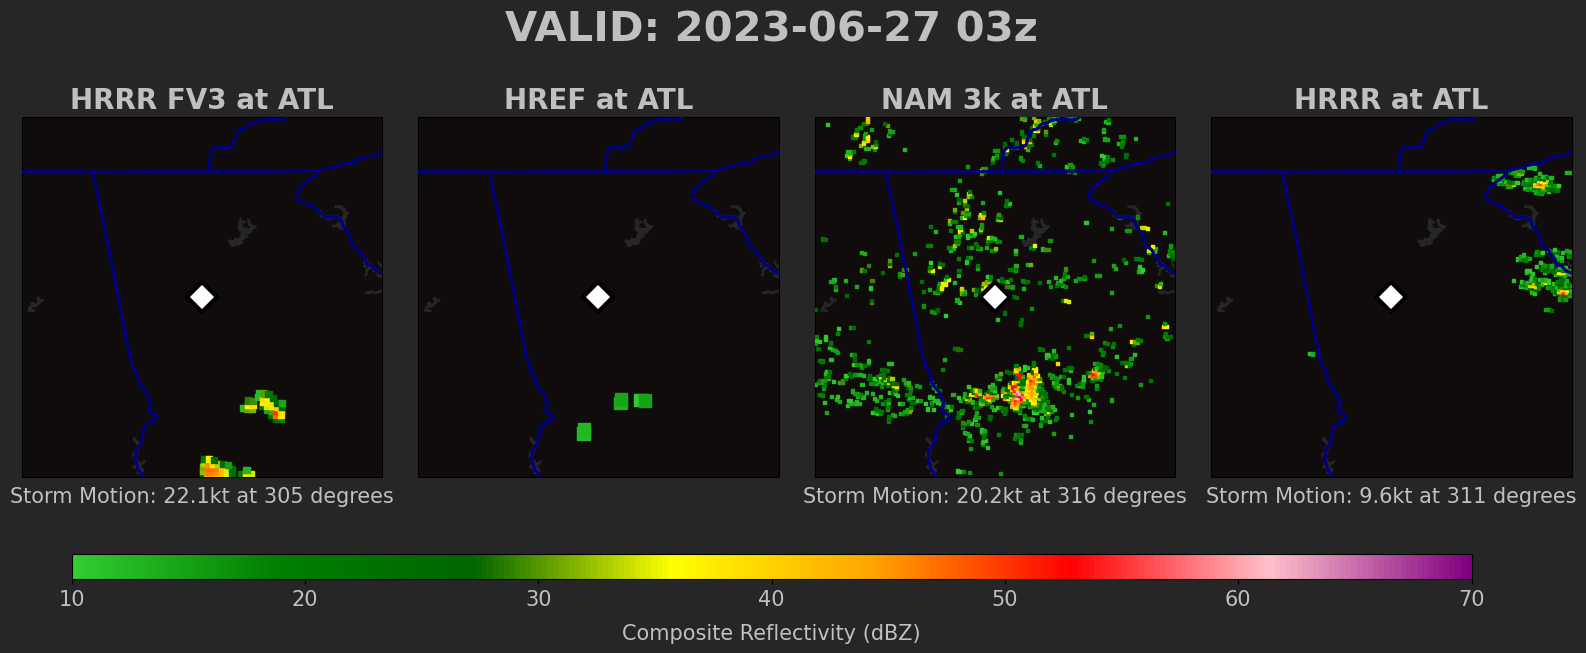 VALID: 2023-06-27 03z
HRRR FV3 at ATL
HREF at ATL
NAM 3k at ATL
HRRR at ATL
Storm Motion: 22.1kt at 305 degrees
Storm Motion: 20.2kt at 316 degrees
Storm Motion: 9.6kt at 311 degrees
10 20 30 40 50 60 70
Composite Reflectivity (dBZ)